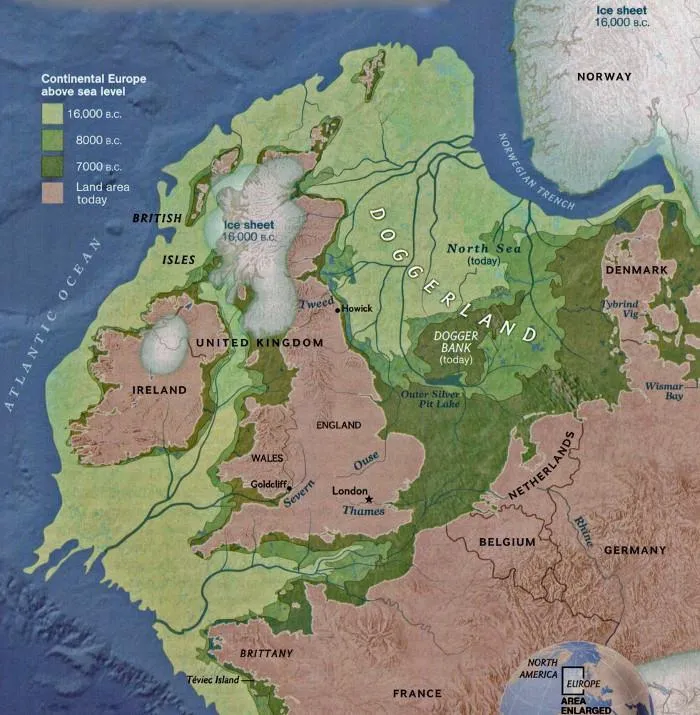 Ice sheet
16,000 B.C.
NORWAY
Continental Europe
above sea level
16,000 B.C.
8000 B.C.
7000 B.C.
Land area
today
NORWEGIAN TRENCH
BRITISH
ISLES
Ice sheet
16,000 B.C.
DOGGERLAND
North Sea
(today)
DENMARK
ATLANTIC OCEAN
Tweed
Howick
Tybrind
Vig
UNITED KINGDOM
DOGGER
BANK
(today)
IRELAND
Outer Silver
Pit Lake
Wismar
Bay
ENGLAND
WALES
Ouse
NETHERLANDS
Goldcliff
Severn
London
Thames
BELGIUM
Rhine
GERMANY
BRITTANY
Téviec Island
FRANCE
NORTH
AMERICA
EUROPE
AREA
ENLARGED